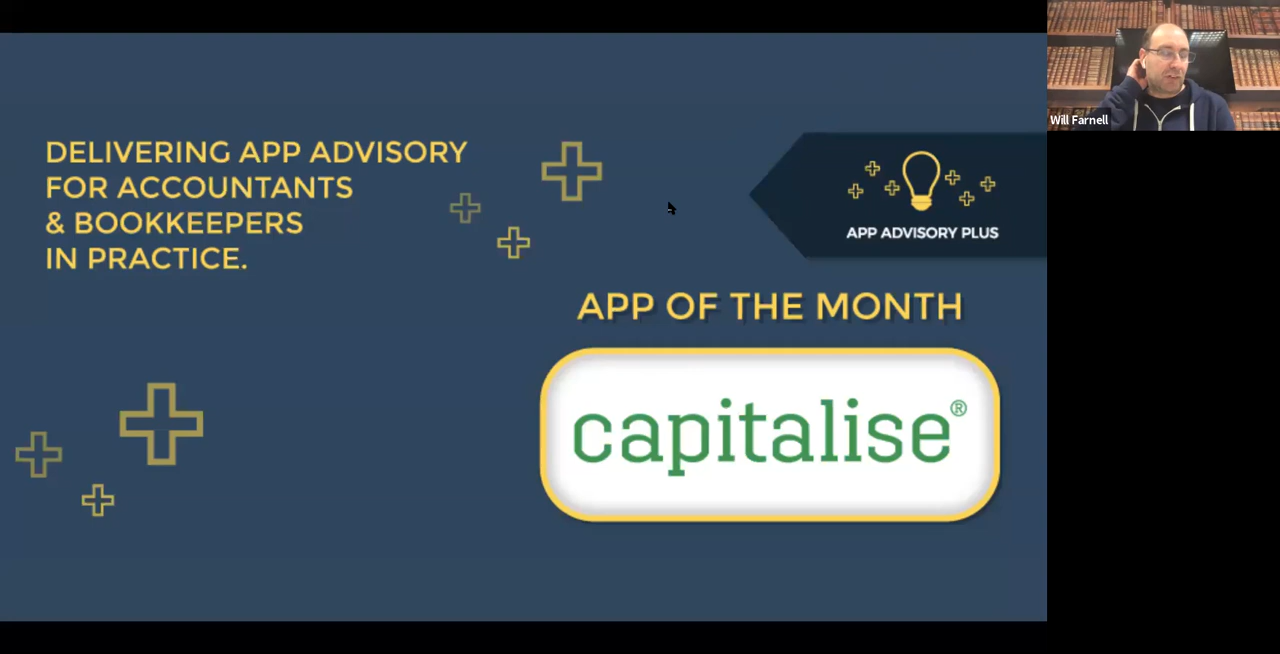 DELIVERING APP ADVISORY
FOR ACCOUNTANTS
& BOOKKEEPERS
IN PRACTICE.
APP ADVISORY PLUS
APP OF THE MONTH
capitalise®
Will Farnell